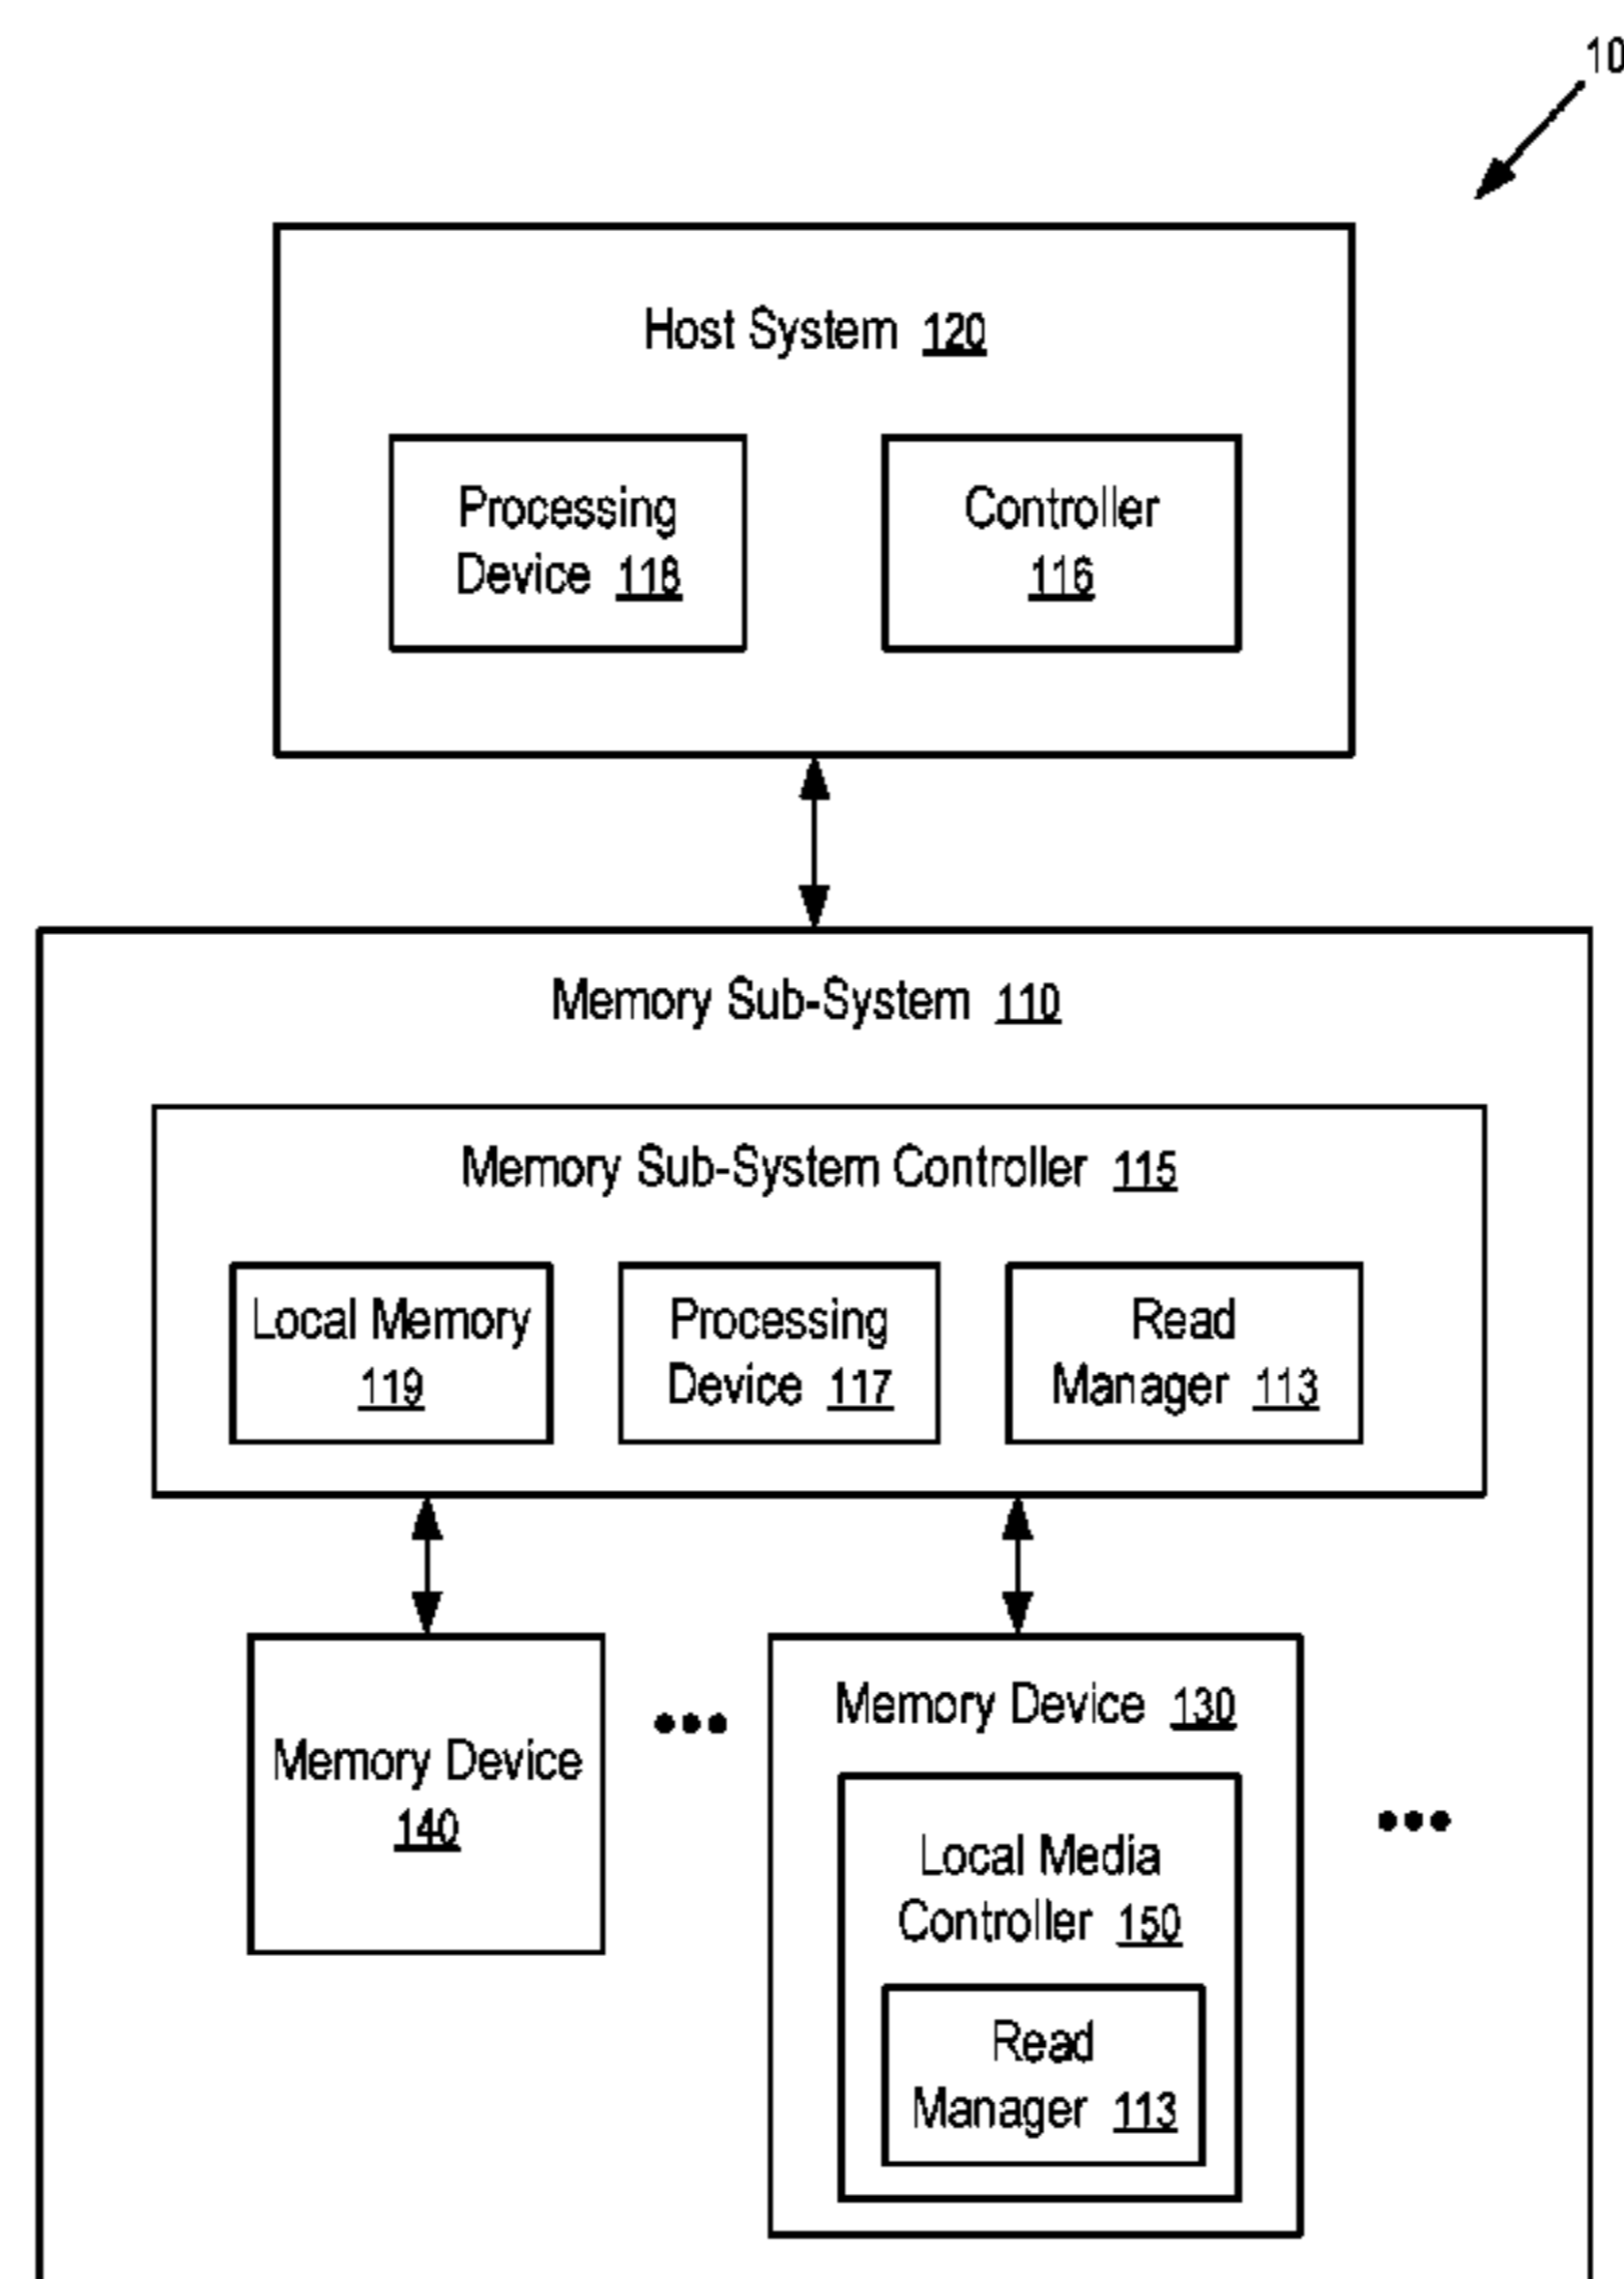 10
Host System 120
Processing
Device 118
Controller
116
Memory Sub-System 110
Memory Sub-System Controller 115
Local Memory
119
Processing
Device 117
Read
Manager 113
Memory Device
140
•••
Memory Device 130
Local Media
Controller 150
Read
Manager 113
•••